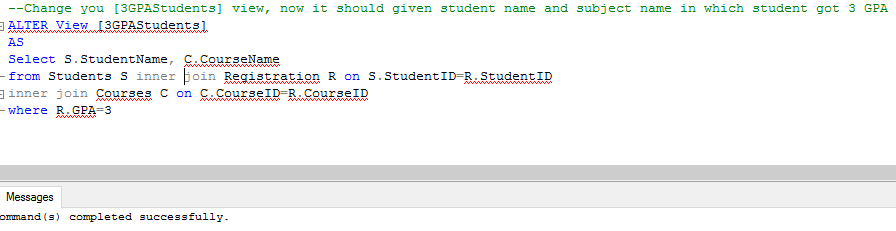 --Change you [3GPAStudents] view, now it should given student name and subject name in which student got 3 GPA
ALTER View [3GPAStudents]
AS
Select S.StudentName, C.CourseName
from Students S inner join Registration R on S.StudentID=R.StudentID
inner join Courses C on C.CourseID=R.CourseID
where R.GPA=3
Messages
ommand(s) completed successfully.